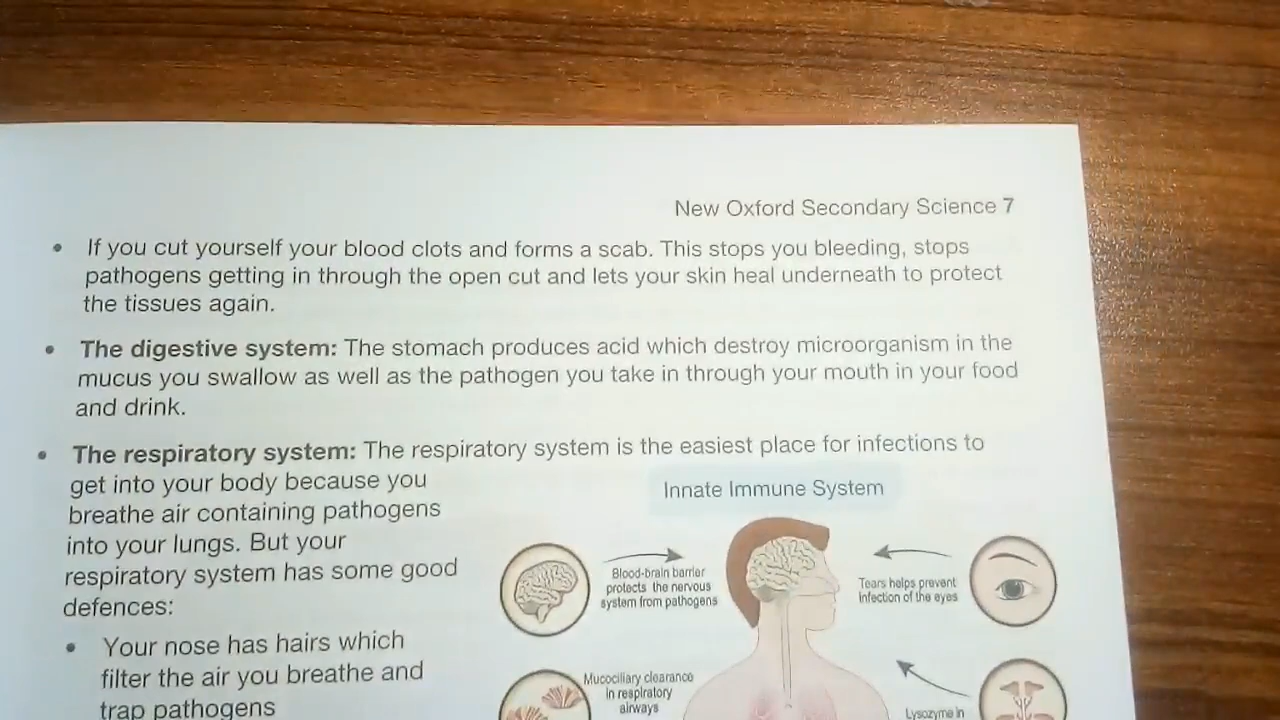 New Oxford Secondary Science 7
• If you cut yourself your blood clots and forms a scab. This stops you bleeding, stops
pathogens getting in through the open cut and lets your skin heal underneath to protect
the tissues again.
• The digestive system: The stomach produces acid which destroy microorganism in the
mucus you swallow as well as the pathogen you take in through your mouth in your food
and drink.
• The respiratory system: The respiratory system is the easiest place for infections to
get into your body because you
breathe air containing pathogens
into your lungs. But your
respiratory system has some good
defences:
• Your nose has hairs which
filter the air you breathe and
trap pathogens
Innate Immune System
Blood-brain barrier
protects the nervous
system from pathogens
Tears helps prevent
infection of the eyes
Mucociliary clearance
in respiratory
airways
Lysozyme in